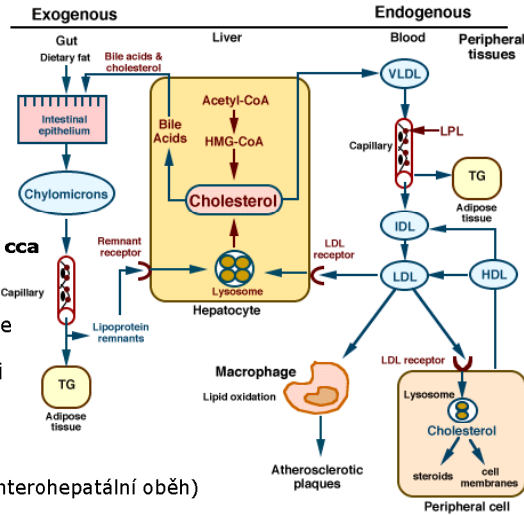 Exogenous
Endogenous
Gut
Liver
Blood
Peripheral
tissues
Dietary fat
Bile acids &
cholesterol
VLDL
Intestinal
epithelium
Acetyl-CoA
Bile
Acids
HMG-CoA
LPL
Capillary
TG
Adipose
tissue
Chylomicrons
Cholesterol
IDL
cca
Remnant
receptor
LDL
receptor
Lysosome
LDL
HDL
Capillary
Hepatocyte
e
Lipoprotein
remnants
i
TG
Adipose
tissue
Macrophage
Lipid oxidation
LDL receptor
Lysosome
Cholesterol
steroids
cell
membranes
Atherosclerotic
plaques
nterohepatální oběh)
Peripheral cell